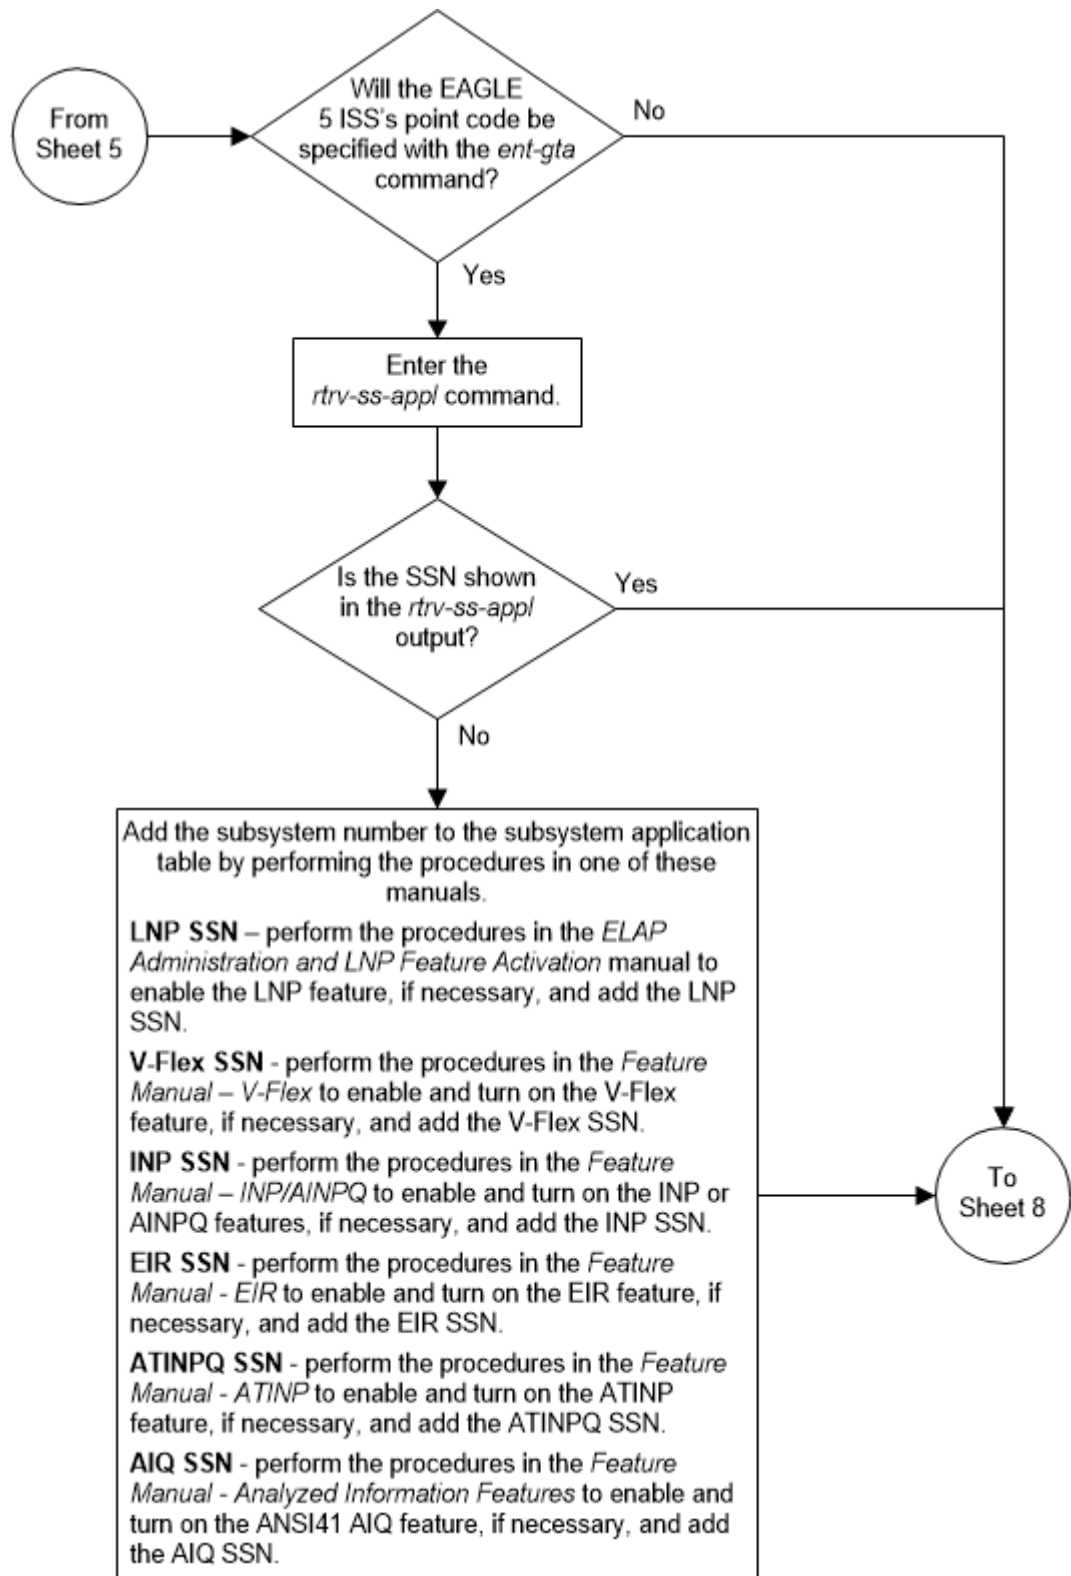 From
Sheet 5
Will the EAGLE
5 ISS's point code be
specified with the ent-gta
command?
No
Yes
Enter the
rtrv-ss-appl command.
Is the SSN shown
in the rtrv-ss-appl
output?
Yes
No
Add the subsystem number to the subsystem application
table by performing the procedures in one of these
manuals.
LNP SSN – perform the procedures in the ELAP
Administration and LNP Feature Activation manual to
enable the LNP feature, if necessary, and add the LNP
SSN.
V-Flex SSN - perform the procedures in the Feature
Manual – V-Flex to enable and turn on the V-Flex
feature, if necessary, and add the V-Flex SSN.
INP SSN - perform the procedures in the Feature
Manual – INP/AINPQ to enable and turn on the INP or
AINPQ features, if necessary, and add the INP SSN.
EIR SSN - perform the procedures in the Feature
Manual - EIR to enable and turn on the EIR feature, if
necessary, and add the EIR SSN.
ATINPQ SSN - perform the procedures in the Feature
Manual - ATINP to enable and turn on the ATINP
feature, if necessary, and add the ATINPQ SSN.
AIQ SSN - perform the procedures in the Feature
Manual - Analyzed Information Features to enable and
turn on the ANSI41 AIQ feature, if necessary, and add
the AIQ SSN.
To
Sheet 8